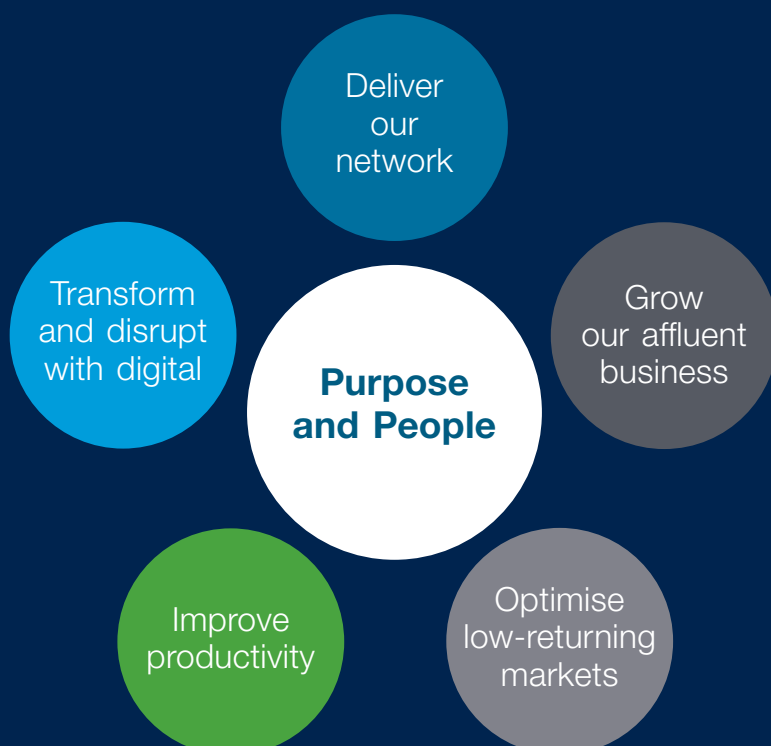 Deliver
our
network
Transform
and disrupt
with digital
Grow
our affluent
business
Purpose
and People
Improve
productivity
Optimise
low-returning
markets